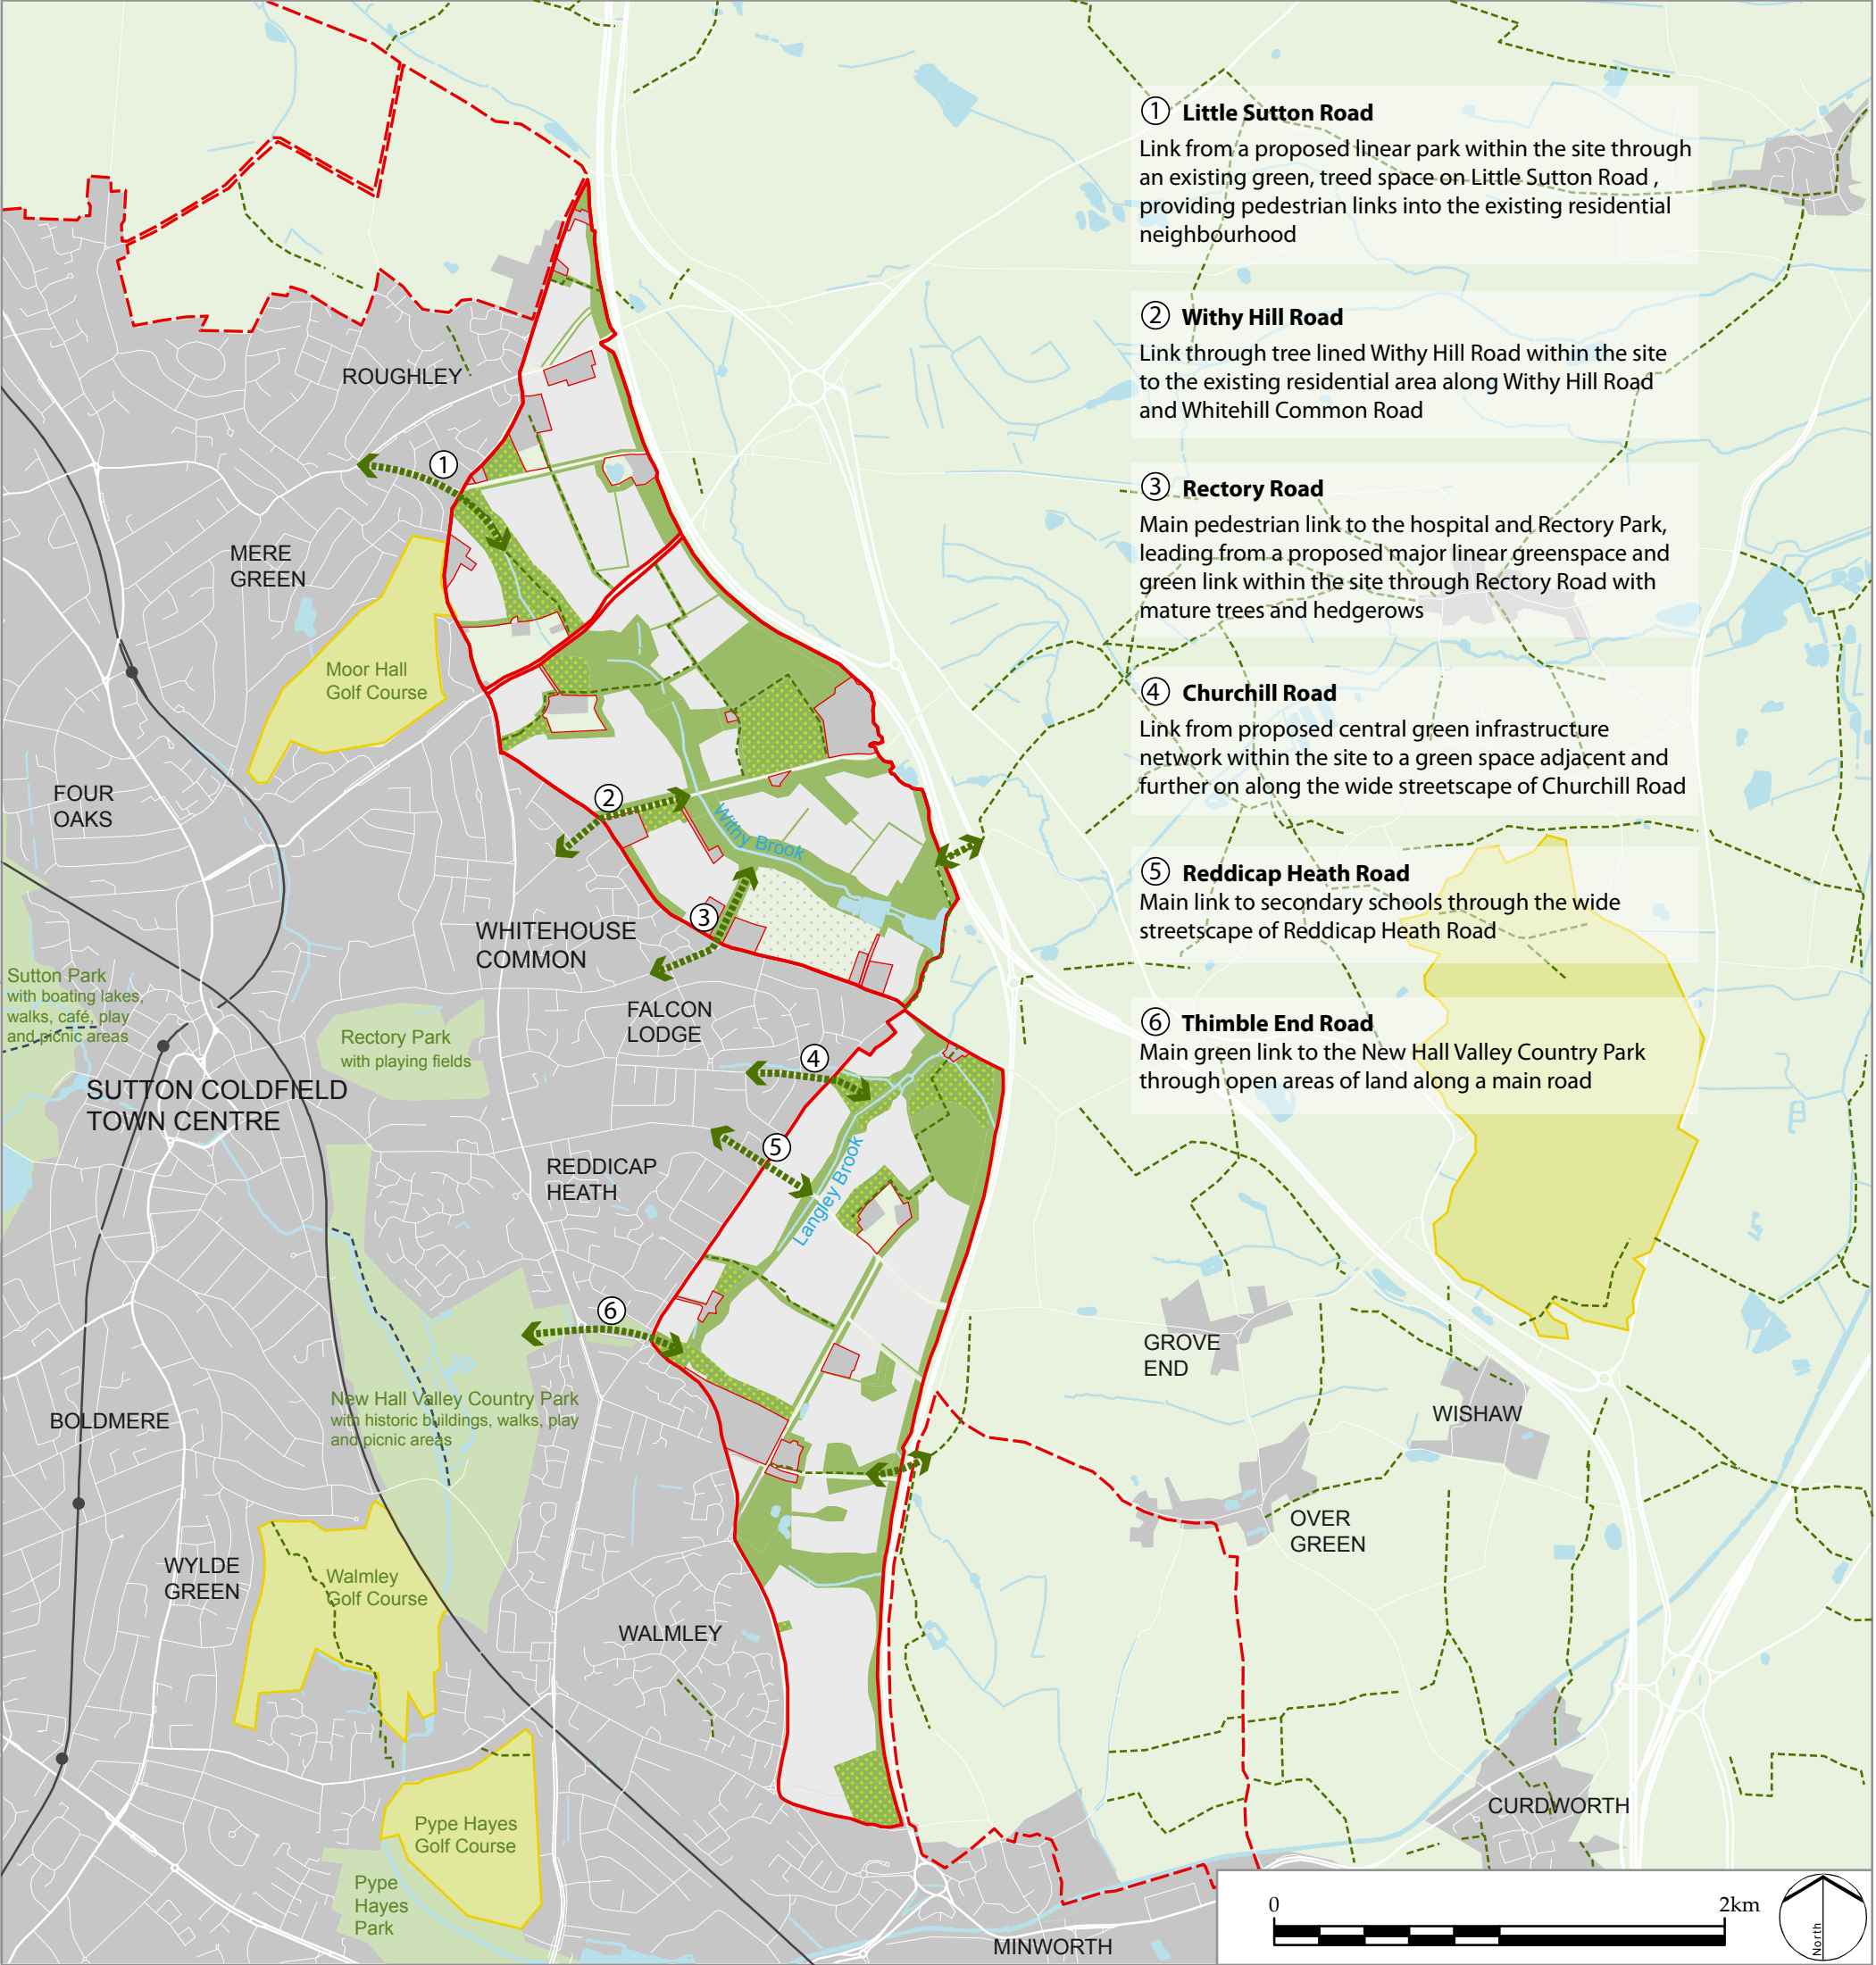 ① Little Sutton Road
Link from a proposed linear park within the site through
an existing green, treed space on Little Sutton Road ,
providing pedestrian links into the existing residential
neighbourhood
② Withy Hill Road
Link through tree lined Withy Hill Road within the site
to the existing residential area along Withy Hill Road
and Whitehill Common Road
③ Rectory Road
Main pedestrian link to the hospital and Rectory Park,
leading from a proposed major linear greenspace and
green link within the site through Rectory Road with
mature trees and hedgerows
④ Churchill Road
Link from proposed central green infrastructure
network within the site to a green space adjacent and
further on along the wide streetscape of Churchill Road
⑤ Reddicap Heath Road
Main link to secondary schools through the wide
streetscape of Reddicap Heath Road
⑥ Thimble End Road
Main green link to the New Hall Valley Country Park
through open areas of land along a main road
ROUGHLEY
①
MERE
GREEN
Moor Hall
Golf Course
FOUR
OAKS
②
Withy Brook
③
WHITEHOUSE
COMMON
Sutton Park
with boating lakes,
walks, café, play
and picnic areas
FALCON
LODGE
Rectory Park
with playing fields
④
SUTTON COLDFIELD
TOWN CENTRE
⑤
REDDICAP
HEATH
Langley Brook
⑥
GROVE
END
New Hall Valley Country Park
with historic buildings, walks, play
and picnic areas
BOLDMERE
WISHAW
OVER
GREEN
WYLDE
GREEN
Walmley
Golf Course
WALMLEY
CURDWORTH
Pype Hayes
Golf Course
Pype
Hayes
Park
MINWORTH
0
2km
North